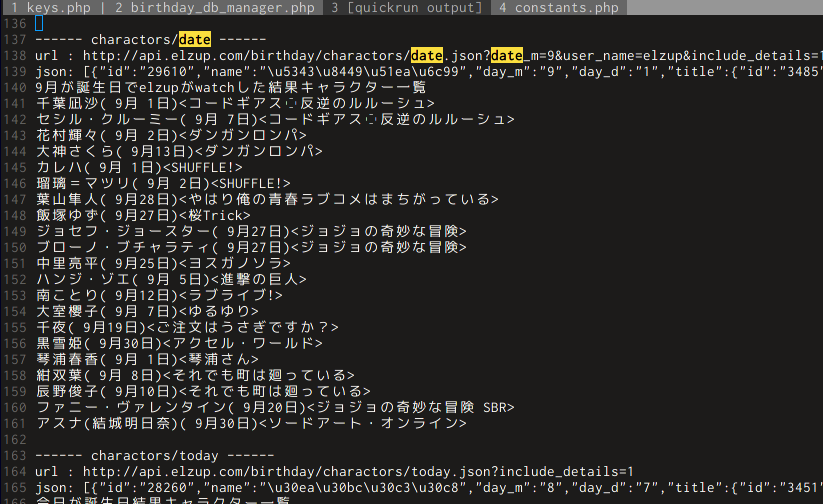 1 keys.php | 2 birthday_db_manager.php 3 [quickrun output] 4 constants.php
136
137 ------ charactors/date ------
138 url : http://api.elzup.com/birthday/charactors/date.json?date_m=9&user_name=elzup&include_details=1
139 json: [{"id":"29610","name":"\u5343\u8449\u51ea\u6c99","day_m":"9","day_d":"1","title":{"id":"3485"
140 9月が誕生日でelzupがwatchした結果キャラクター一覧
141 千葉凪沙( 9月 1日)<コードギアス 反逆のルルーシュ>
142 セシル・クルーミー( 9月 7日)<コードギアス 反逆のルルーシュ>
143 花村輝々( 9月 2日)<ダンガンロンパ>
144 大神さくら( 9月13日)<ダンガンロンパ>
145 カレハ( 9月 1日)<SHUFFLE!>
146 瑠璃=マツリ( 9月 2日)<SHUFFLE!>
147 葉山隼人( 9月28日)<やはり俺の青春ラブコメはまちがっている>
148 飯塚ゆず( 9月27日)<桜Trick>
149 ジョセフ・ジョースター( 9月27日)<ジョジョの奇妙な冒険>
150 ブローノ・ブチャラティ( 9月27日)<ジョジョの奇妙な冒険>
151 中里亮平( 9月25日)<ヨスガノソラ>
152 ハンジ・ゾエ( 9月 5日)<進撃の巨人>
153 南ことり( 9月12日)<ラブライブ!>
154 大室櫻子( 9月 7日)<ゆるゆり>
155 千夜( 9月19日)<ご注文はうさぎですか？>
156 黒雪姫( 9月30日)<アクセル・ワールド>
157 琴浦春香( 9月 1日)<琴浦さん>
158 紺双葉( 9月 8日)<それでも町は廻っている>
159 辰野俊子( 9月10日)<それでも町は廻っている>
160 ファニー・ヴァレンタイン( 9月20日)<ジョジョの奇妙な冒険 SBR>
161 アスナ(結城明日奈)( 9月30日)<ソードアート・オンライン>
162
163 ------ charactors/today ------
164 url : http://api.elzup.com/birthday/charactors/today.json?include_details=1
165 json: [{"id":"28260","name":"\u30ea\u30bc\u30c3\u30c8","day_m":"8","day_d":"7","title":{"id":"3451"
166 今日が誕生日結果キャラクター一覧